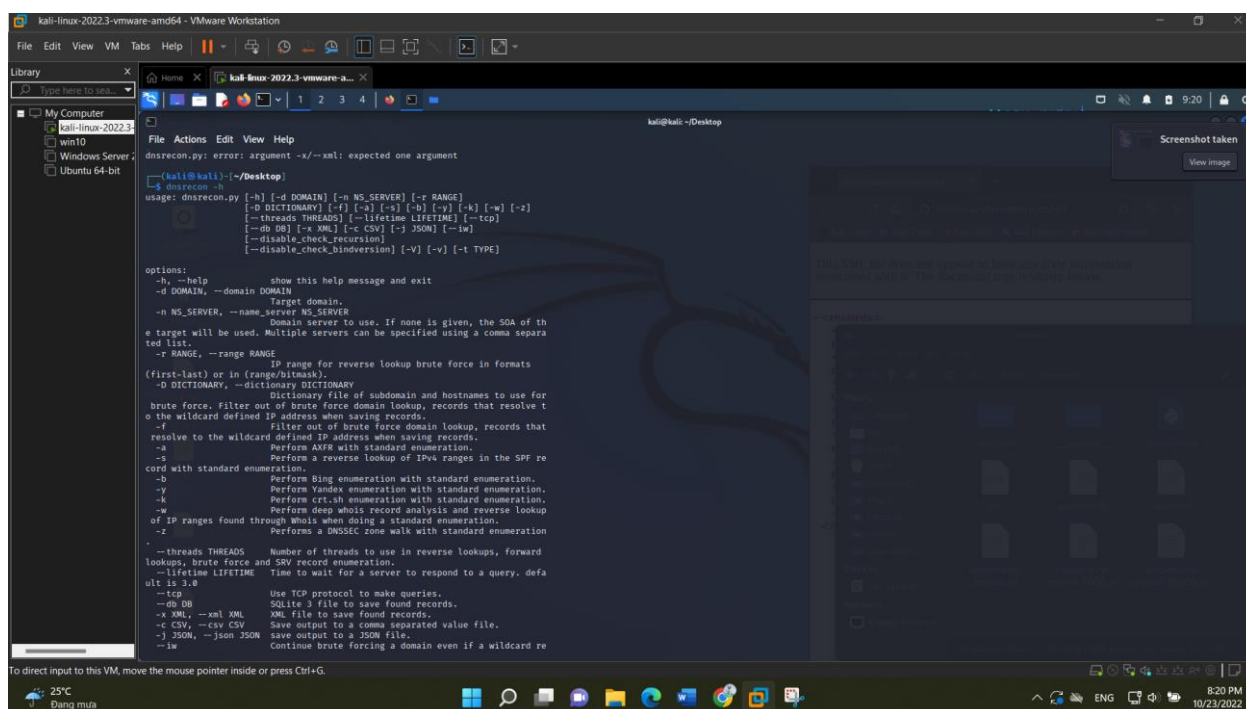 kali-linux-2022.3-vmware-amd64 - VMware Workstation
File Edit View VM Tabs Help
Library X
Type here to sea...
Home X kali-linux-2022.3-vmware-a... X
My Computer
kali-linux-2022.3-
win10
Windows Server 2
Ubuntu 64-bit
1 2 3 4
9:20
kali@kali: ~/Desktop
Screenshot taken
View image
File Actions Edit View Help
dnsrecon.py: error: argument -x/--xml: expected one argument
(kali㉿kali)-[~/Desktop]
$ dnsrecon -h
usage: dnsrecon.py [-h] [-d DOMAIN] [-n NS_SERVER] [-r RANGE]
[-D DICTIONARY] [-f] [-a] [-s] [-b] [-y] [-k] [-w] [-z]
[--threads THREADS] [--lifetime LIFETIME] [--tcp]
[--db DB] [-x XML] [-c CSV] [-j JSON] [--iw]
[--disable_check_recursion]
[--disable_check_bindversion] [-V] [-v] [-t TYPE]
options:
-h, --help show this help message and exit
-d DOMAIN, --domain DOMAIN
Target domain.
-n NS_SERVER, --name_server NS_SERVER
Domain server to use. If none is given, the SOA of th
e target will be used. Multiple servers can be specified using a comma separa
ted list.
-r RANGE, --range RANGE
IP range for reverse lookup brute force in formats
(first-last) or in (range/bitmask).
-D DICTIONARY, --dictionary DICTIONARY
Dictionary file of subdomain and hostnames to use for
brute force. Filter out of brute force domain lookup, records that resolve t
o the wildcard defined IP address when saving records.
-f Filter out of brute force domain lookup, records that
resolve to the wildcard defined IP address when saving records.
-a Perform AXFR with standard enumeration.
-s Perform a reverse lookup of IPv4 ranges in the SPF re
cord with standard enumeration.
-b Perform Bing enumeration with standard enumeration.
-y Perform Yandex enumeration with standard enumeration.
-k Perform crt.sh enumeration with standard enumeration.
-w Perform deep whois record analysis and reverse lookup
of IP ranges found through Whois when doing a standard enumeration.
-z Performs a DNSSEC zone walk with standard enumeration
.
--threads THREADS Number of threads to use in reverse lookups, forward
lookups, brute force and SRV record enumeration.
--lifetime LIFETIME Time to wait for a server to respond to a query. defa
ult is 3.0
--tcp Use TCP protocol to make queries.
--db DB SQLite 3 file to save found records.
-x XML, --xml XML XML file to save found records.
-c CSV, --csv CSV Save output to a comma separated value file.
-j JSON, --json JSON save output to a JSON file.
--iw Continue brute forcing a domain even if a wildcard re
To direct input to this VM, move the mouse pointer inside or press Ctrl+G.
25°C
Đang mưa
ENG
8:20 PM
10/23/2022